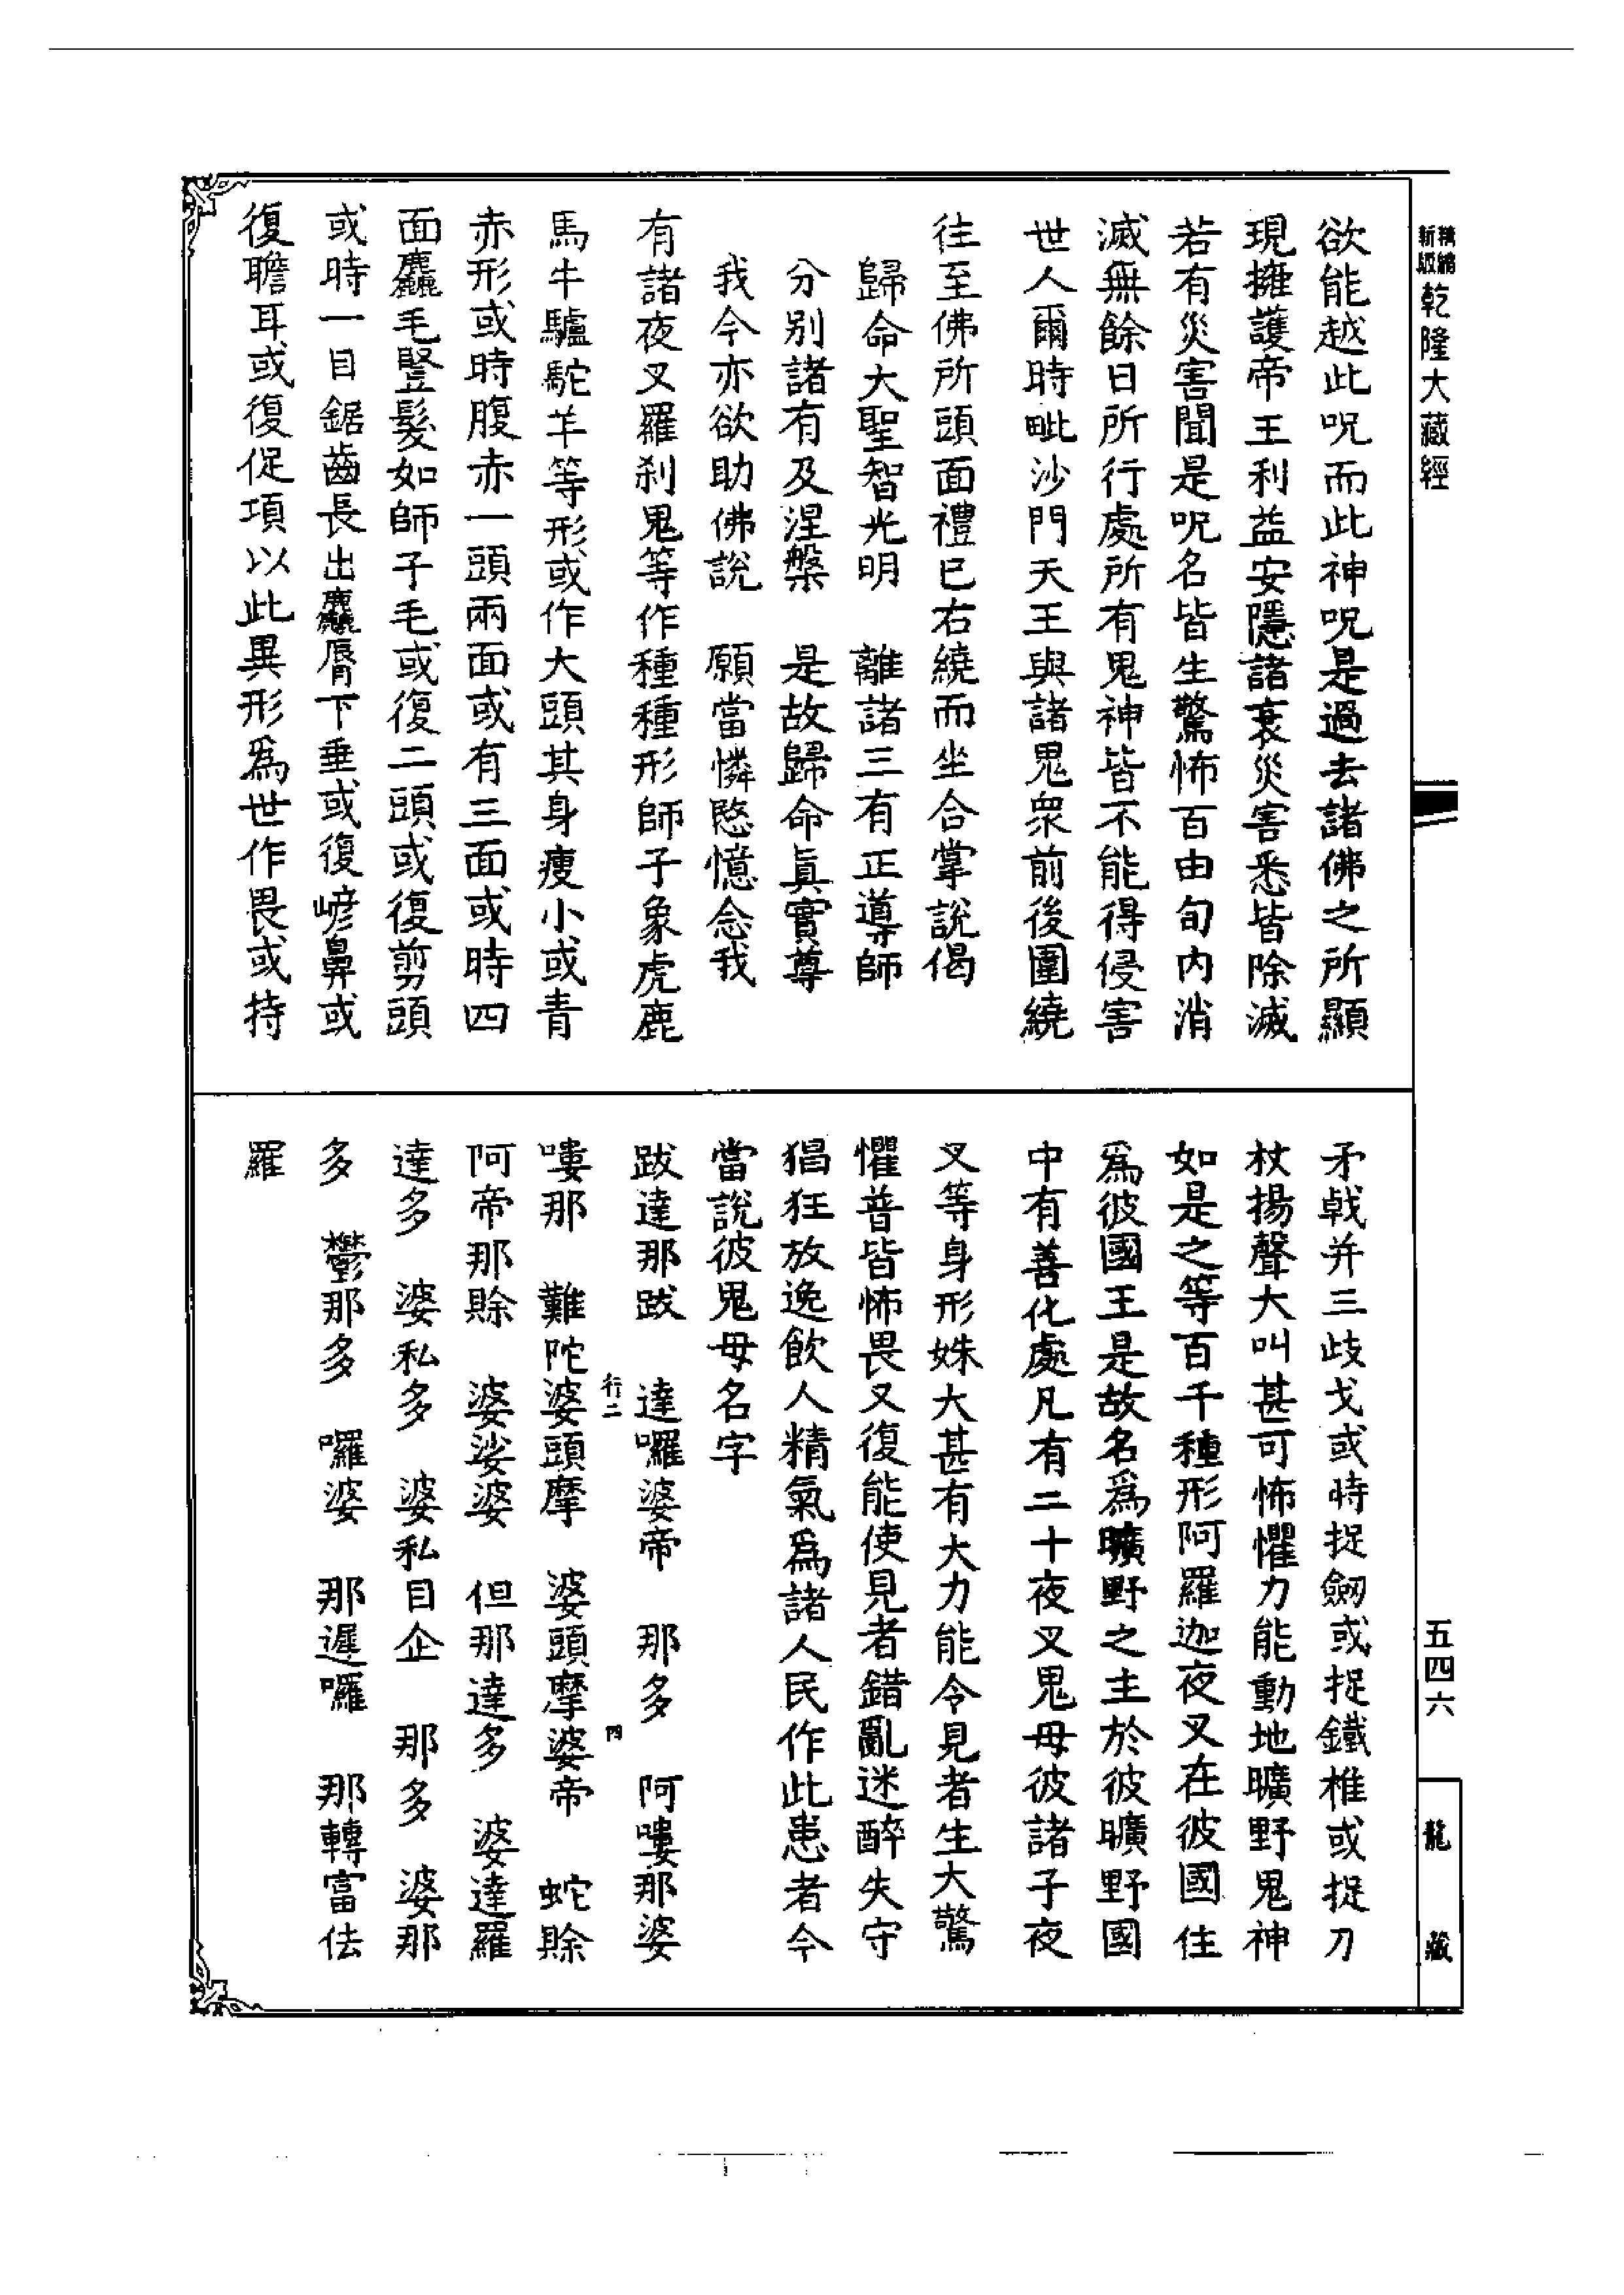 精縮新版乾隆大藏經
欲能越此呪而此神呪是過去諸佛之所顯
現擁護帝王利益安隱諸衰災害悉皆除滅
若有災害聞是呪名皆生驚怖百由旬內消
滅無餘日所行處所有鬼神皆不能得侵害
世人爾時毗沙門天王與諸鬼眾前後圍繞
往至佛所頭面禮已右繞而坐合掌說偈
歸命大聖智光明　離諸三有正導師
分別諸有及涅槃　是故歸命眞實尊
我今亦欲助佛說　願當憐愍憶念我
有諸夜叉羅刹鬼等作種種形師子象虎鹿
馬牛驢駝羊等形或作大頭其身瘦小或青
赤形或時腹赤一頭兩面或有三面或時四
面麤毛豎髮如師子毛或復二頭或復剪頭
或時一目鋸齒長出麤脣下垂或復嵃鼻或
復聸耳或復促項以此異形爲世作畏或持
矛戟并三歧戈或時捉劒或捉鐵椎或捉刀
杖揚聲大叫甚可怖懼力能動地曠野鬼神
如是之等百千種形阿羅迦夜叉在彼國住
爲彼國王是故名爲曠野之主於彼曠野國
中有善化處凡有二十夜叉鬼母彼諸子夜
叉等身形姝大甚有大力能令見者生大驚
懼普皆怖畏又復能使見者錯亂迷醉失守
猖狂放逸飲人精氣爲諸人民作此患者今
當說彼鬼母名字
跋達那跋　達囉婆帝　那多　阿嘍那婆
行二
四
嘍那　難陀婆頭摩　婆頭摩婆帝　蛇賖
阿帝那賖　婆娑婆　但那達多　婆達羅
達多　婆私多　婆私目企　那多　婆那
多　鬱那多　囉婆　那遲囉　那轉富佉
羅
五四六
龍藏